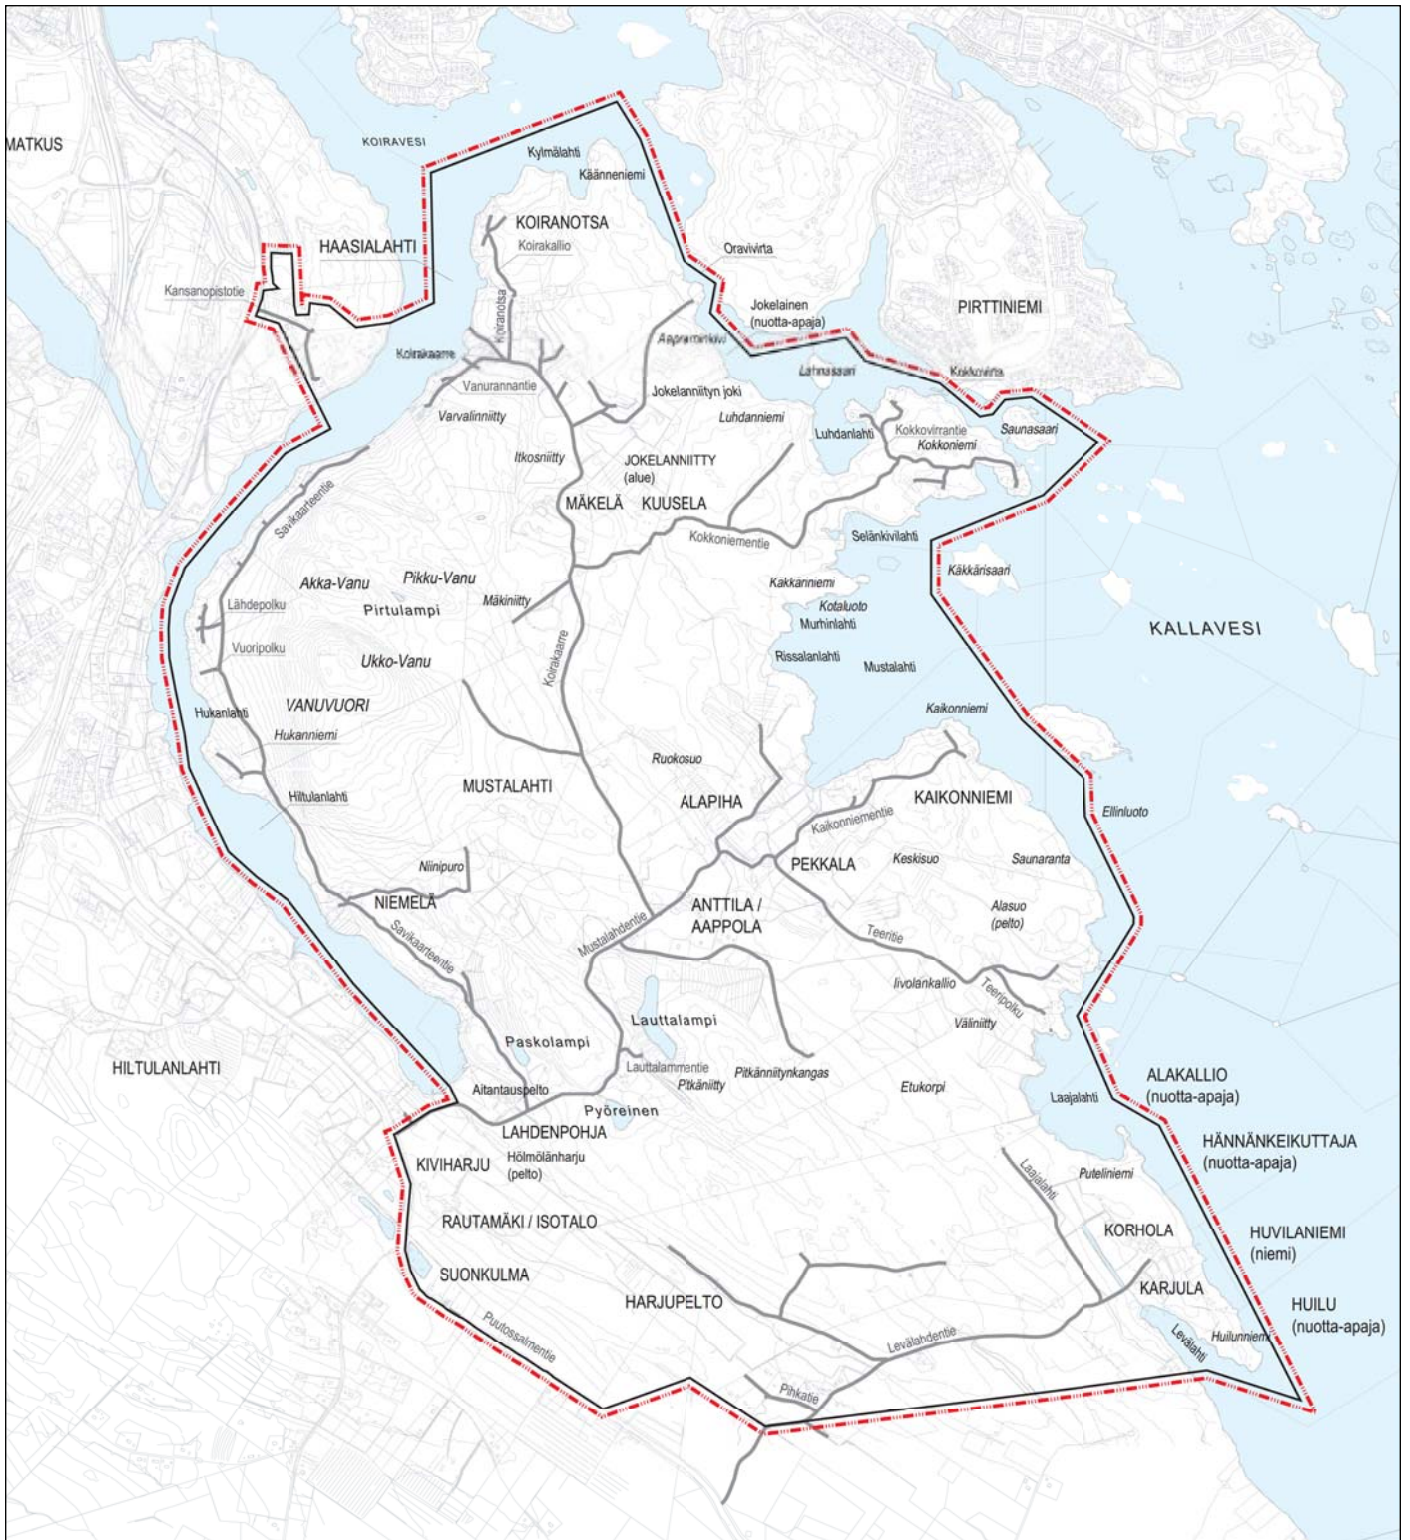 MATKUS
KOIRAVESI
Kylmälahti
Käänneniemi
KOIRANOTSA
Koirakallio
HAASIALAHTI
Oravivirta
Kansanopistotie
Koiranotsa
Jokelainen
(nuotta-apaja)
PIRTTINIEMI
Koirakaarre
Lahnasaari
Kokkovirta
Vanurannantie
Jokelanniityn joki
Varvalinniitty
Luhdanniemi
Luhdanlahti
Kokkovirrantie
Saunasaari
Kokkoniemi
Itkosniitty
JOKELANNIITTY
(alue)
MÄKELÄ
KUUSELA
Savikaarteentie
Kokkoniementie
Selänkivilahti
Käkkärisaari
Akka-Vanu
Pikku-Vanu
Kakkanniemi
Lähdepolku
Pirtulampi
Mäkiniitty
Kotaluoto
Murhinlahti
KALLAVESI
Vuoripolku
Ukko-Vanu
Koirakaarre
Rissalanlahti
Mustalahti
Hukanlahti
VANUVUORI
Kaikonniemi
Hukanniemi
Ruokosuo
MUSTALAHTI
Hiltulanlahti
ALAPIHA
KAIKONNIEMI
Kaikonniementie
Ellinluoto
Niinipuro
PEKKALA
Keskisuo
Saunaranta
NIEMELÄ
ANTTILA /
AAPPOLA
Alasuo
(pelto)
Mustalahdentie
Savikaarteentie
Teeritie
Iivolankallio
Teeripolku
Väliniitty
Lauttalampi
Paskolampi
HILTULANLAHTI
Lauttalammentie
Pitkänniitynkangas
Ptkäniitty
Etukorpi
ALAKALLIO
(nuotta-apaja)
Aitantauspelto
Laajalahti
Pyöreinen
LAHDENPOHJA
HÄNNÄNKEIKUTTAJA
(nuotta-apaja)
KIVIHARJU
Hölmölänharju
(pelto)
Laajalahti
Puteliniemi
RAUTAMÄKI / ISOTALO
KORHOLA
HUVILANIEMI
(niemi)
SUONKULMA
HARJUPELTO
KARJULA
HUILU
(nuotta-apaja)
Puutossalmentie
Levälahdentie
Levälahti
Huilunniemi
Pihkatie